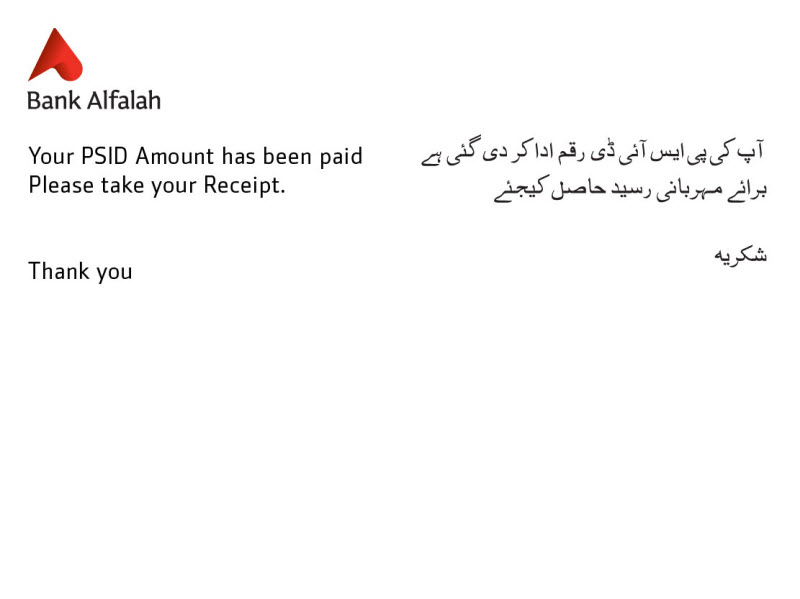 Bank Alfalah
Your PSID Amount has been paid
Please take your Receipt.
Thank you
آپ کی پی ایس آئی ڈی رقم ادا کر دی گئی ہے
برائے مہربانی رسید حاصل کیجئے
شکریہ